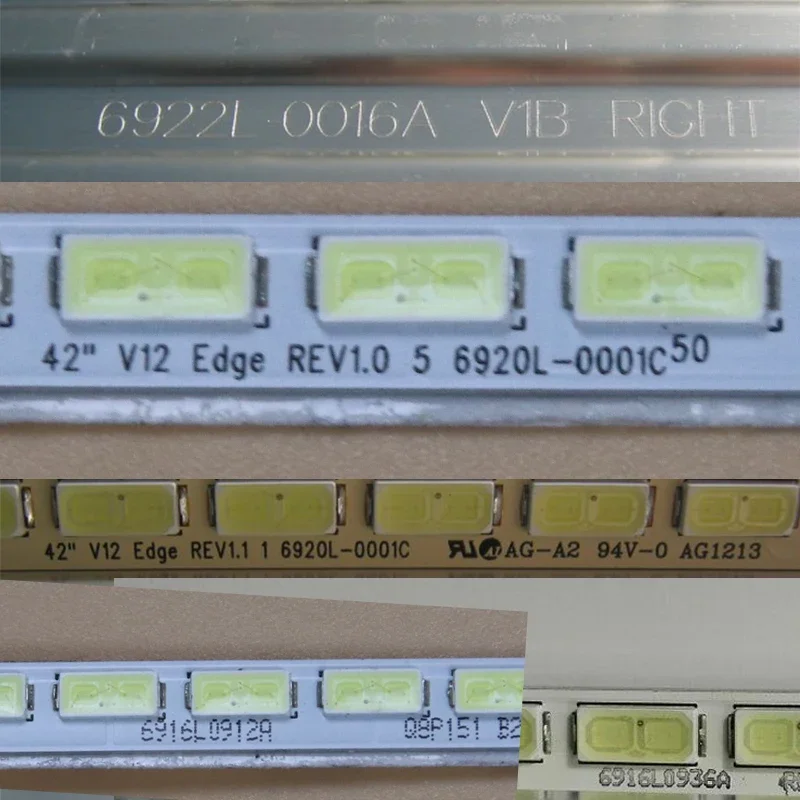 6922L-0016A V1B RIGHT
42" V12 Edge REV1.0 5 6920L-0001C 50
42" V12 Edge REV1.1 1 6920L-0001C AG-A2 94V-0 AG1213
6916L0912A Q8P151
6916L0936A